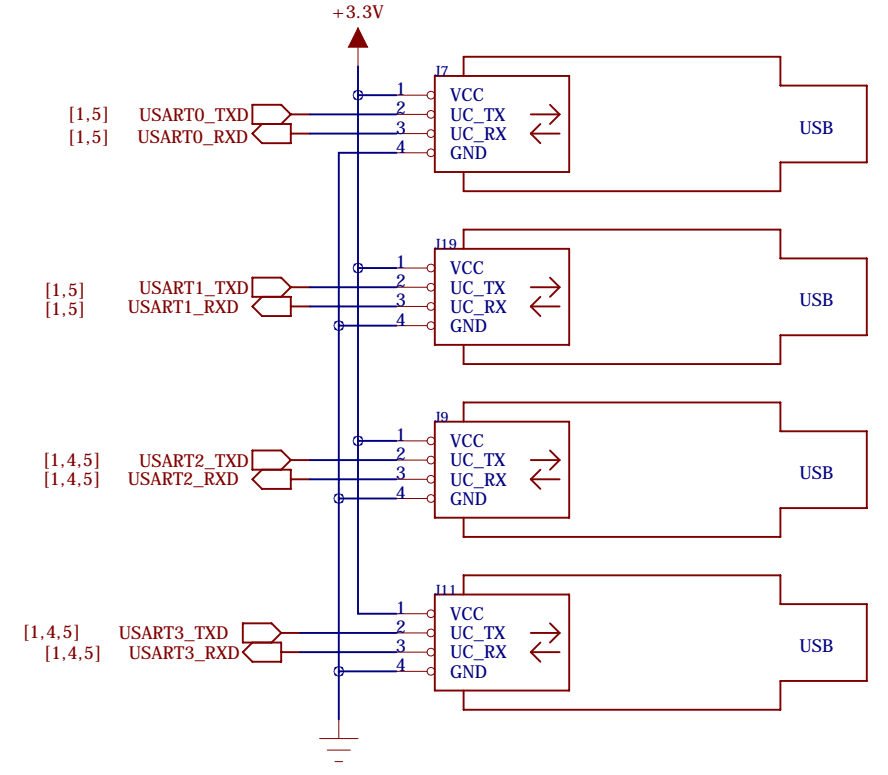 +3.3V
J7
1 VCC
[1,5] USART0_TXD 2 UC_TX
[1,5] USART0_RXD 3 UC_RX
USB
4 GND
J19
1 VCC
[1,5] USART1_TXD 2 UC_TX
[1,5] USART1_RXD 3 UC_RX
USB
4 GND
J9
1 VCC
[1,4,5] USART2_TXD 2 UC_TX
[1,4,5] USART2_RXD 3 UC_RX
USB
4 GND
J11
1 VCC
[1,4,5] USART3_TXD 2 UC_TX
[1,4,5] USART3_RXD 3 UC_RX
USB
4 GND